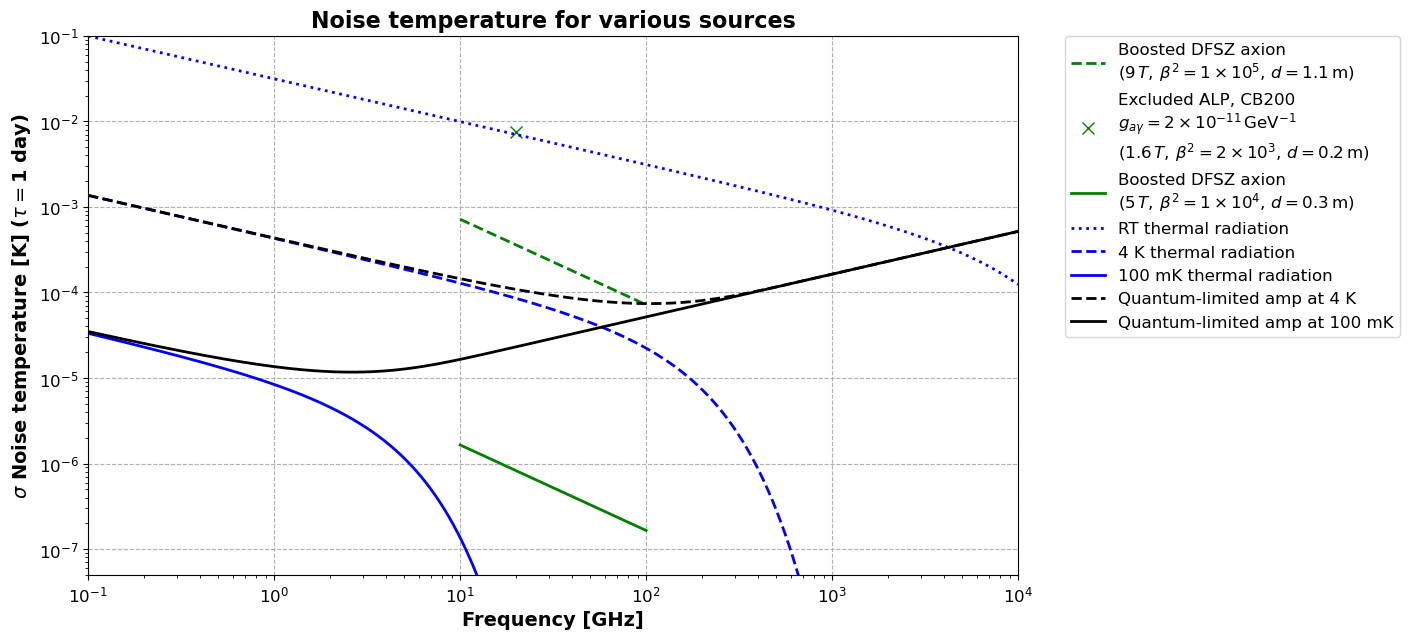 Noise temperature for various sources
σ Noise temperature [K] (τ = 1 day)
10⁻¹
10⁻²
10⁻³
10⁻⁴
10⁻⁵
10⁻⁶
10⁻⁷
10⁻¹
10⁰
10¹
10²
10³
10⁴
Frequency [GHz]
Boosted DFSZ axion
(9 T, β² = 1 × 10⁵, d = 1.1 m)
Excluded ALP, CB200
gₐᵧ = 2 × 10⁻¹¹ GeV⁻¹
(1.6 T, β² = 2 × 10³, d = 0.2 m)
Boosted DFSZ axion
(5 T, β² = 1 × 10⁴, d = 0.3 m)
RT thermal radiation
4 K thermal radiation
100 mK thermal radiation
Quantum-limited amp at 4 K
Quantum-limited amp at 100 mK